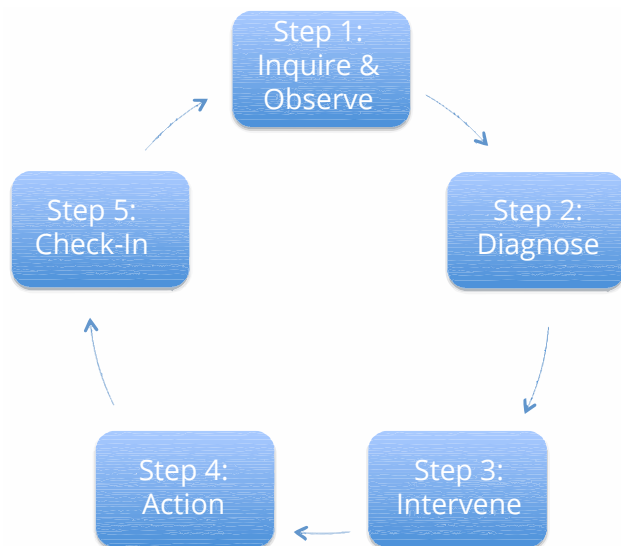 Step 1:
Inquire &
Observe
Step 2:
Diagnose
Step 3:
Intervene
Step 4:
Action
Step 5:
Check-In